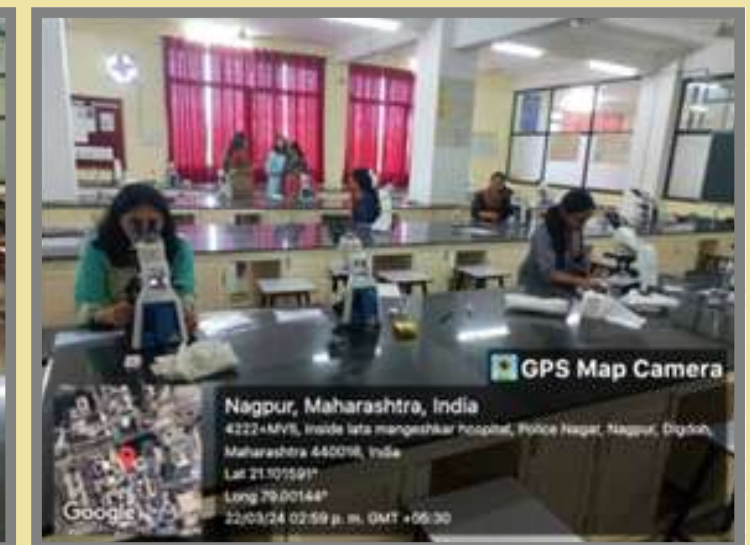 GPS Map Camera
Nagpur, Maharashtra, India
4222+MV5, Inside lata mangeshkar hospital, Police Nagar, Nagpur, Digdoh,
Maharashtra 440016, India
Lat 21.101591°
Long 79.00144°
22/03/24 02:59 p. m. GMT +05:30
Google